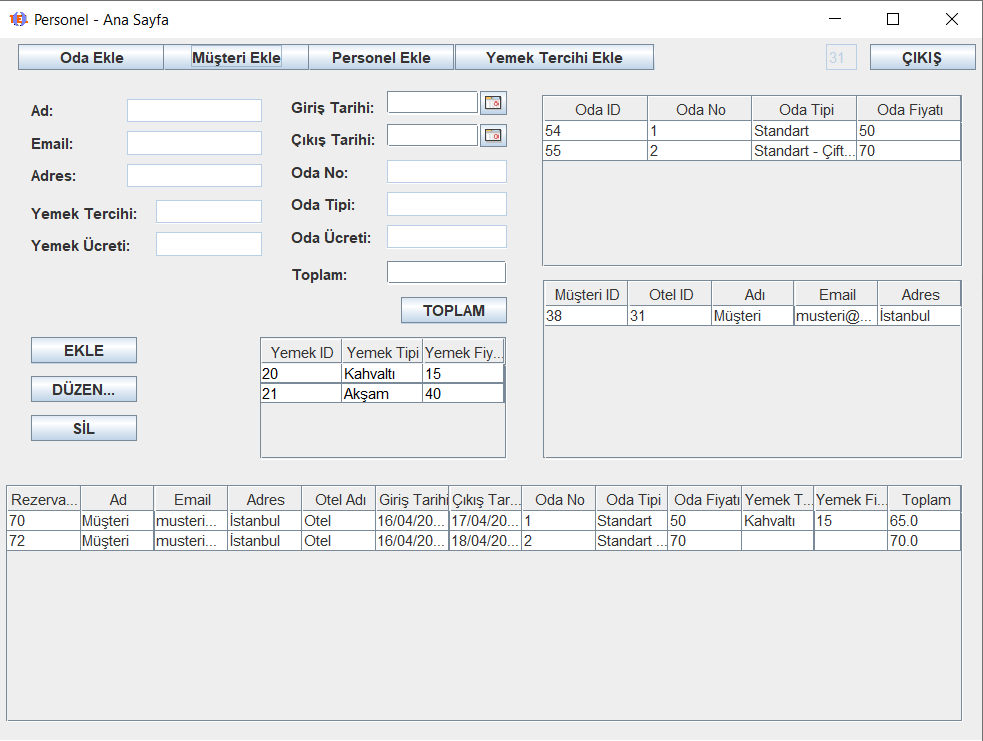 Personel - Ana Sayfa
Oda Ekle Müşteri Ekle Personel Ekle Yemek Tercihi Ekle 31 ÇIKIŞ
Ad:
Email:
Adres:
Yemek Tercihi:
Yemek Ücreti:
Giriş Tarihi:
Çıkış Tarihi:
Oda No:
Oda Tipi:
Oda Ücreti:
Toplam:
TOPLAM
EKLE
DÜZEN...
SİL
Yemek ID Yemek Tipi Yemek Fiy...
20 Kahvaltı 15
21 Akşam 40
Oda ID Oda No Oda Tipi Oda Fiyatı
54 1 Standart 50
55 2 Standart - Çift... 70
Müşteri ID Otel ID Adı Email Adres
38 31 Müşteri musteri@... İstanbul
Rezerva... Ad Email Adres Otel Adı Giriş Tarihi Çıkış Tar... Oda No Oda Tipi Oda Fiyatı Yemek T... Yemek Fi... Toplam
70 Müşteri musteri... İstanbul Otel 16/04/20... 17/04/20... 1 Standart 50 Kahvaltı 15 65.0
72 Müşteri musteri... İstanbul Otel 16/04/20... 18/04/20... 2 Standart ... 70 70.0